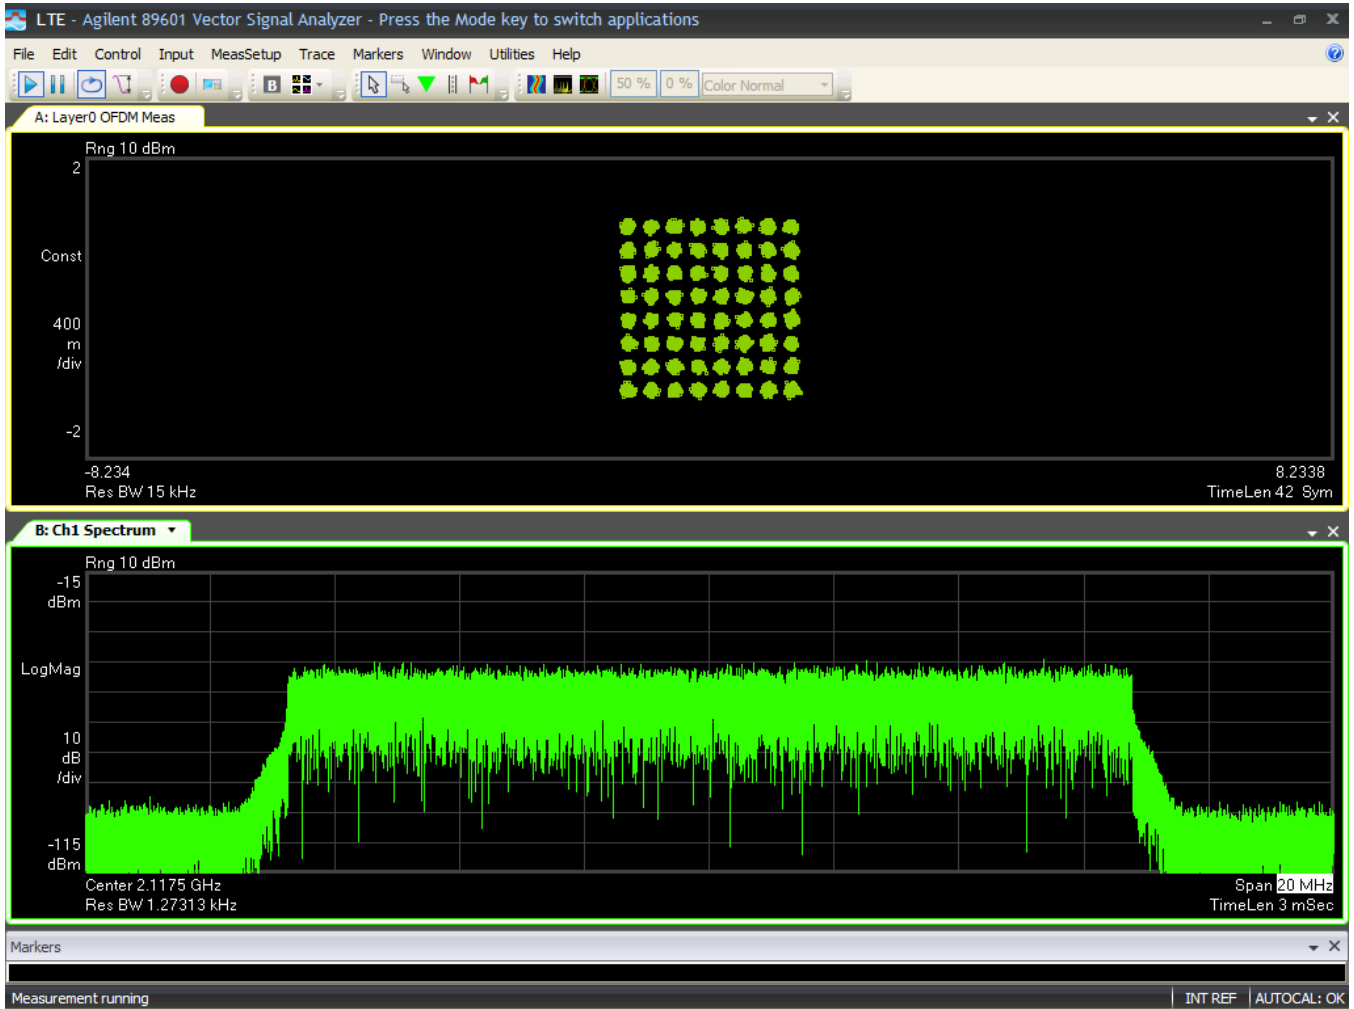 LTE - Agilent 89601 Vector Signal Analyzer - Press the Mode key to switch applications
File Edit Control Input MeasSetup Trace Markers Window Utilities Help
B 50 % 0 % Color Normal
A: Layer0 OFDM Meas
Rng 10 dBm
2
Const
400
m
/div
-2
-8.234 8.2338
Res BW 15 kHz TimeLen 42 Sym
B: Ch1 Spectrum
Rng 10 dBm
-15
dBm
LogMag
10
dB
/div
-115
dBm
Center 2.1175 GHz Span 20 MHz
Res BW 1.27313 kHz TimeLen 3 mSec
Markers
Measurement running INT REF AUTOCAL: OK